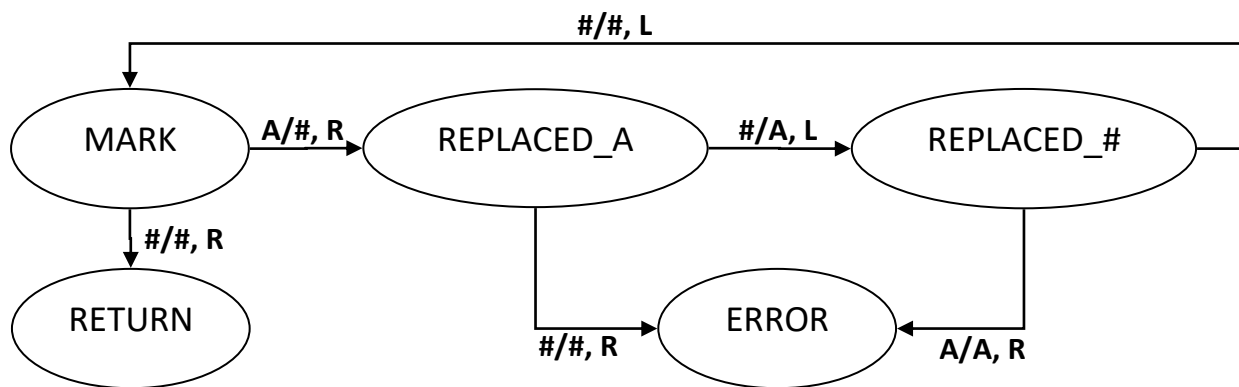 #/#, L
MARK
A/#, R
REPLACED_A
#/A, L
REPLACED_#
#/#, R
RETURN
ERROR
#/#, R
A/A, R